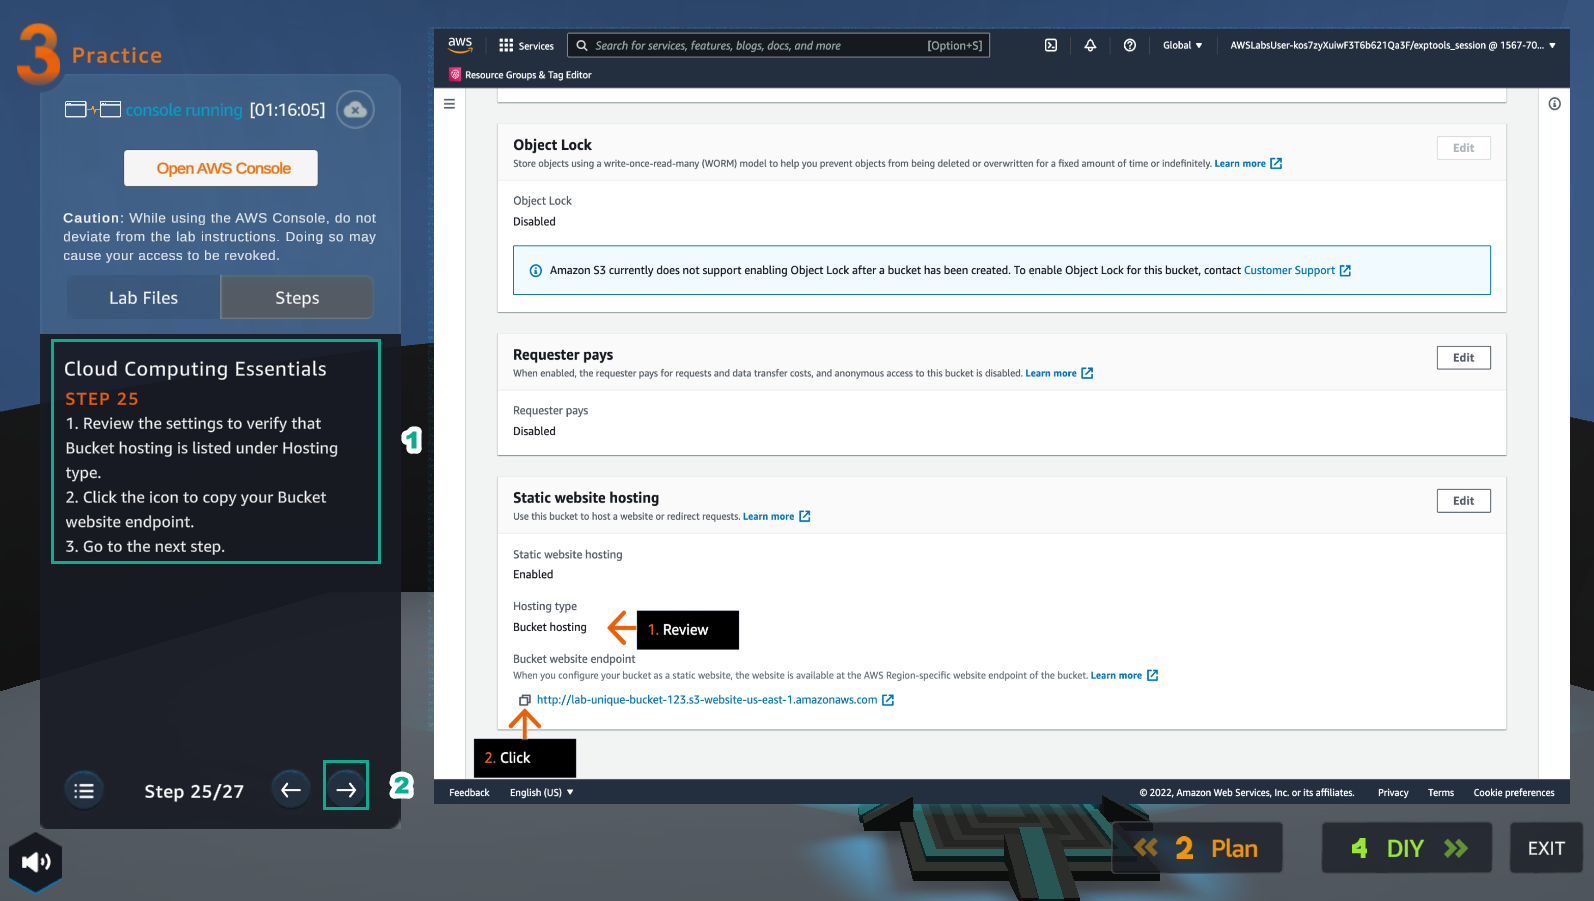 3 Practice
console running [01:16:05]
Open AWS Console
Caution: While using the AWS Console, do not
deviate from the lab instructions. Doing so may
cause your access to be revoked.
Lab Files
Steps
Cloud Computing Essentials
STEP 25
1. Review the settings to verify that
Bucket hosting is listed under Hosting
type.
2. Click the icon to copy your Bucket
website endpoint.
3. Go to the next step.
1
Step 25/27
2
aws
Services
Search for services, features, blogs, docs, and more
[Option+S]
Global
AWSLabsUser-kos7zyXuiwF3T6b621Qa3F/exptools_session @ 1567-70...
Resource Groups & Tag Editor
Object Lock
Edit
Store objects using a write-once-read-many (WORM) model to help you prevent objects from being deleted or overwritten for a fixed amount of time or indefinitely. Learn more
Object Lock
Disabled
Amazon S3 currently does not support enabling Object Lock after a bucket has been created. To enable Object Lock for this bucket, contact Customer Support
Requester pays
Edit
When enabled, the requester pays for requests and data transfer costs, and anonymous access to this bucket is disabled. Learn more
Requester pays
Disabled
Static website hosting
Edit
Use this bucket to host a website or redirect requests. Learn more
Static website hosting
Enabled
Hosting type
Bucket hosting
1. Review
Bucket website endpoint
When you configure your bucket as a static website, the website is available at the AWS Region-specific website endpoint of the bucket. Learn more
http://lab-unique-bucket-123.s3-website-us-east-1.amazonaws.com
2. Click
Feedback
English (US)
© 2022, Amazon Web Services, Inc. or its affiliates.
Privacy
Terms
Cookie preferences
2 Plan
4 DIY
EXIT